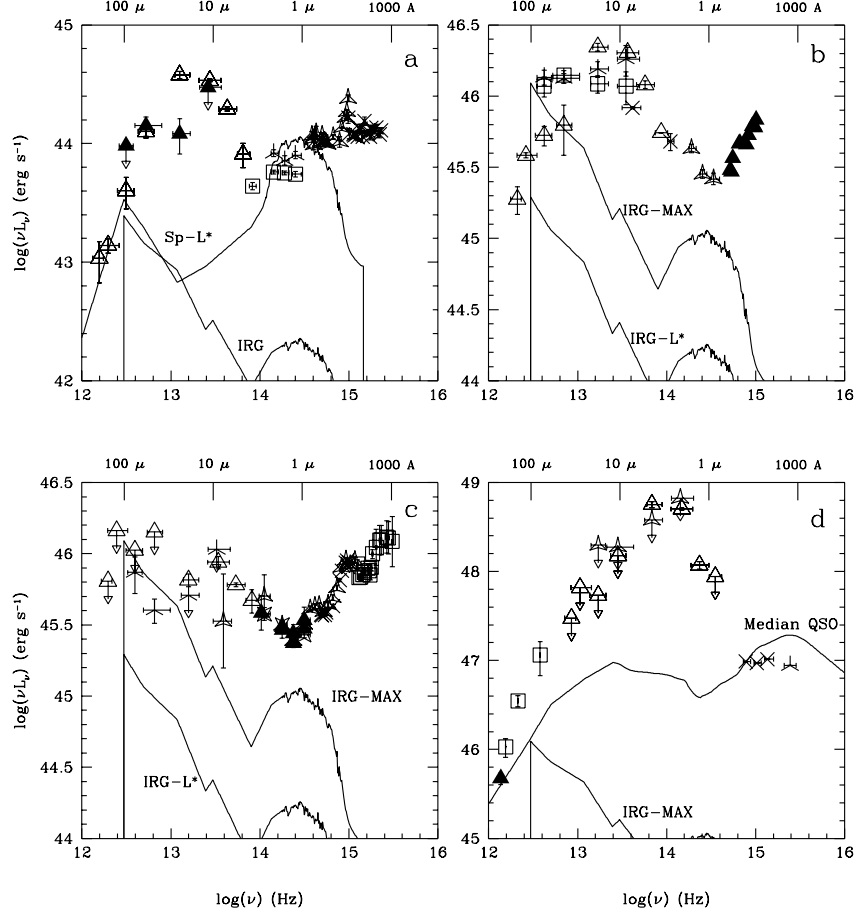 100 μ 10 μ 1 μ 1000 A
100 μ 10 μ 1 μ 1000 A
45
44
43
42
log(νLν) (erg s⁻¹)
a
Sp-L*
IRG
12 13 14 15 16
46.5
46
45.5
45
44.5
44
b
IRG-MAX
IRG-L*
12 13 14 15 16
100 μ 10 μ 1 μ 1000 A
100 μ 10 μ 1 μ 1000 A
46.5
46
45.5
45
44.5
44
log(νLν) (erg s⁻¹)
c
IRG-MAX
IRG-L*
12 13 14 15 16
log(ν) (Hz)
49
48
47
46
45
d
Median QSO
IRG-MAX
12 13 14 15 16
log(ν) (Hz)